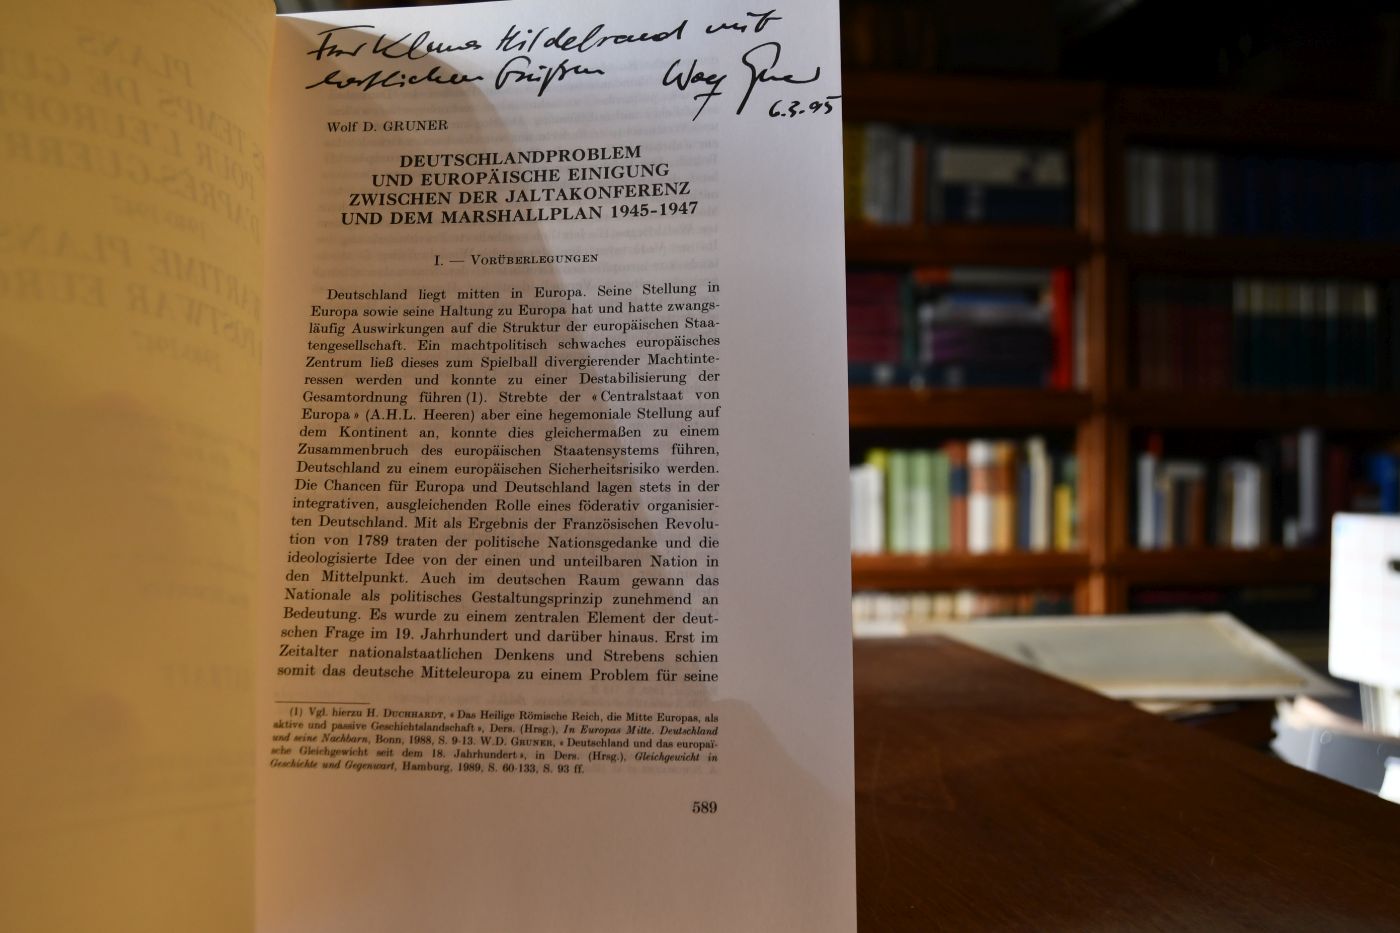 Für Klaus Hildebrand mit
herzlichen Grüßen Wolf Gruner
6.3.95
Wolf D. GRUNER
DEUTSCHLANDPROBLEM
UND EUROPÄISCHE EINIGUNG
ZWISCHEN DER JALTAKONFERENZ
UND DEM MARSHALLPLAN 1945-1947
I. — VORÜBERLEGUNGEN
Deutschland liegt mitten in Europa. Seine Stellung in
Europa sowie seine Haltung zu Europa hat und hatte zwangs-
läufig Auswirkungen auf die Struktur der europäischen Staa-
tengesellschaft. Ein machtpolitisch schwaches europäisches
Zentrum ließ dieses zum Spielball divergierender Machtinte-
ressen werden und konnte zu einer Destabilisierung der
Gesamtordnung führen (1). Strebte der « Centralstaat von
Europa » (A.H.L. Heeren) aber eine hegemoniale Stellung auf
dem Kontinent an, konnte dies gleichermaßen zu einem
Zusammenbruch des europäischen Staatensystems führen,
Deutschland zu einem europäischen Sicherheitsrisiko werden.
Die Chancen für Europa und Deutschland lagen stets in der
integrativen, ausgleichenden Rolle eines föderativ organisier-
ten Deutschland. Mit als Ergebnis der Französischen Revolu-
tion von 1789 traten der politische Nationsgedanke und die
ideologisierte Idee von der einen und unteilbaren Nation in
den Mittelpunkt. Auch im deutschen Raum gewann das
Nationale als politisches Gestaltungsprinzip zunehmend an
Bedeutung. Es wurde zu einem zentralen Element der deut-
schen Frage im 19. Jahrhundert und darüber hinaus. Erst im
Zeitalter nationalstaatlichen Denkens und Strebens schien
somit das deutsche Mitteleuropa zu einem Problem für seine
(1) Vgl. hierzu H. DUCHHARDT, « Das Heilige Römische Reich, die Mitte Europas, als
aktive und passive Geschichtslandschaft », Ders. (Hrsg.), In Europas Mitte. Deutschland
und seine Nachbarn, Bonn, 1988, S. 9-13. W.D. GRUNER, « Deutschland und das europäi-
sche Gleichgewicht seit dem 18. Jahrhundert », in Ders. (Hrsg.), Gleichgewicht in
Geschichte und Gegenwart, Hamburg, 1989, S. 60-133, S. 93 ff.
589